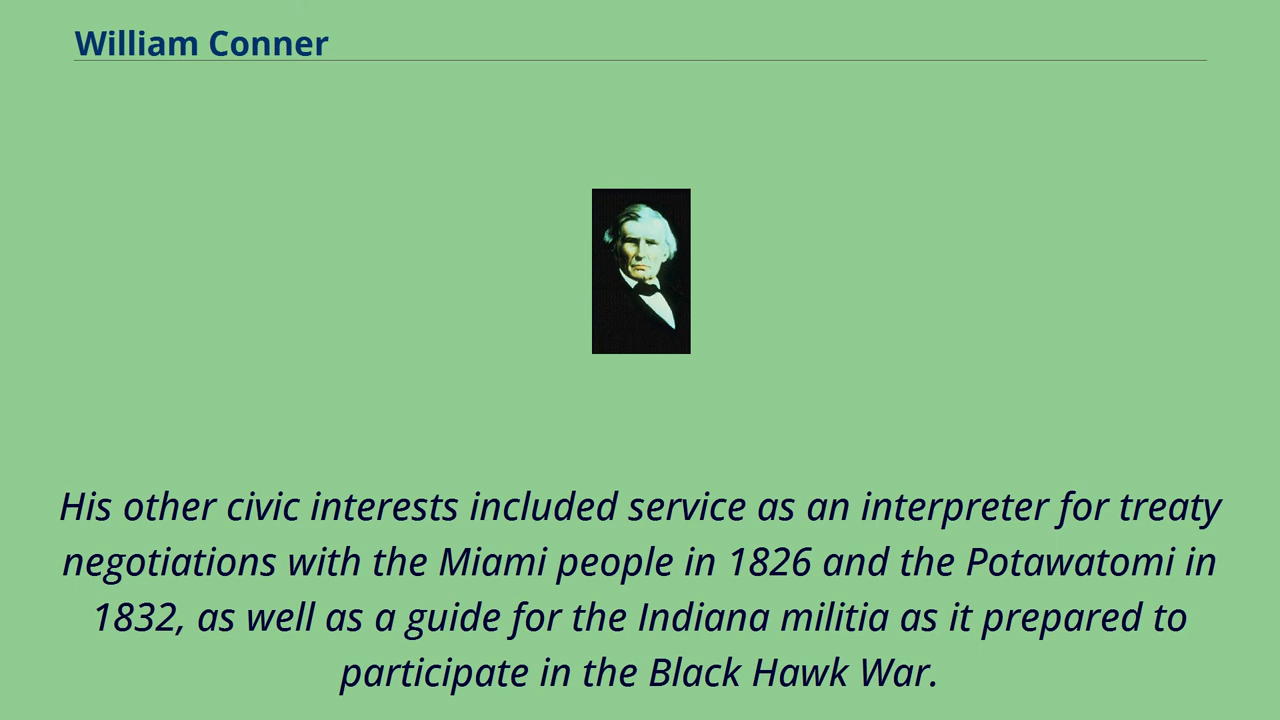 William Conner
His other civic interests included service as an interpreter for treaty
negotiations with the Miami people in 1826 and the Potawatomi in
1832, as well as a guide for the Indiana militia as it prepared to
participate in the Black Hawk War.